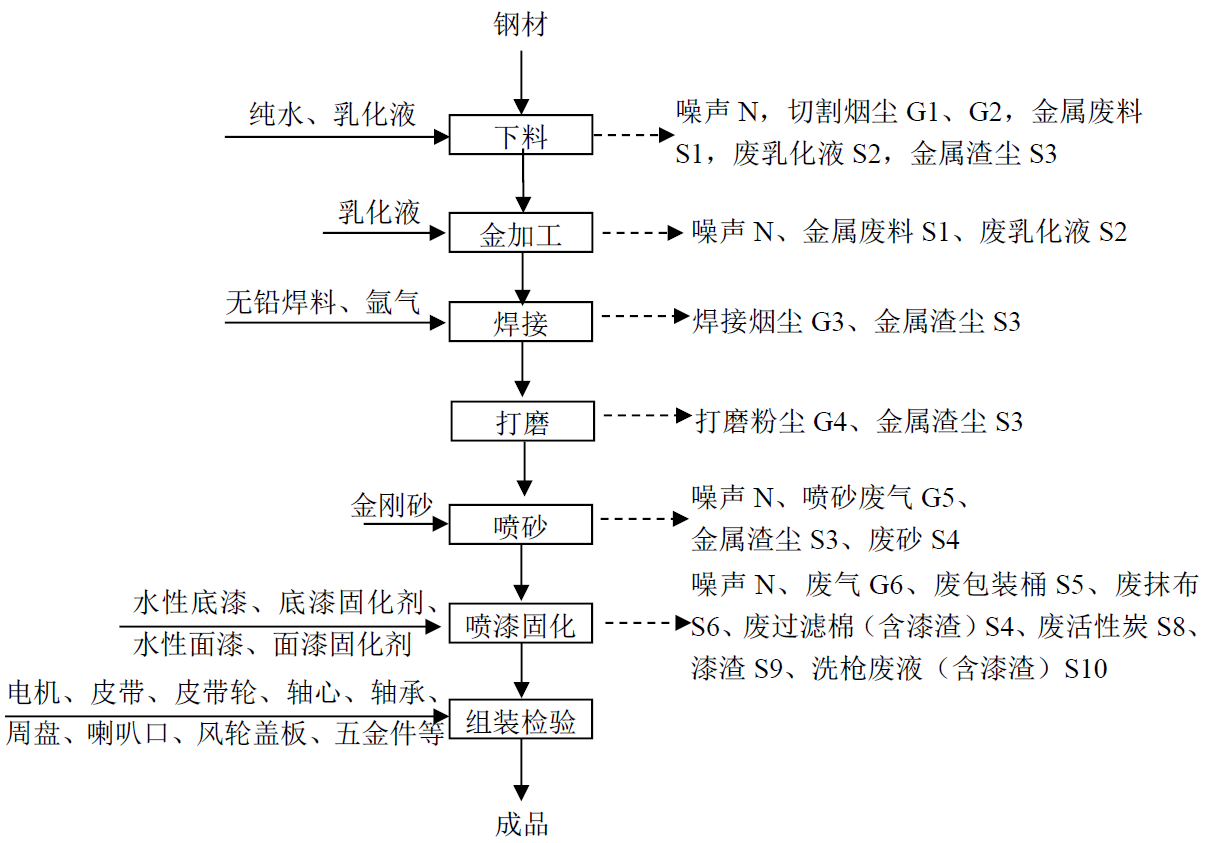 钢材
纯水、乳化液
下料
噪声 N，切割烟尘 G1、G2，金属废料
S1，废乳化液 S2，金属渣尘 S3
乳化液
金加工
噪声 N、金属废料 S1、废乳化液 S2
无铅焊料、氩气
焊接
焊接烟尘 G3、金属渣尘 S3
打磨
打磨粉尘 G4、金属渣尘 S3
金刚砂
喷砂
噪声 N、喷砂废气 G5、
金属渣尘 S3、废砂 S4
水性底漆、底漆固化剂、
水性面漆、面漆固化剂
喷漆固化
噪声 N、废气 G6、废包装桶 S5、废抹布
S6、废过滤棉（含漆渣）S4、废活性炭 S8、
漆渣 S9、洗枪废液（含漆渣）S10
电机、皮带、皮带轮、轴心、轴承、
周盘、喇叭口、风轮盖板、五金件等
组装检验
成品